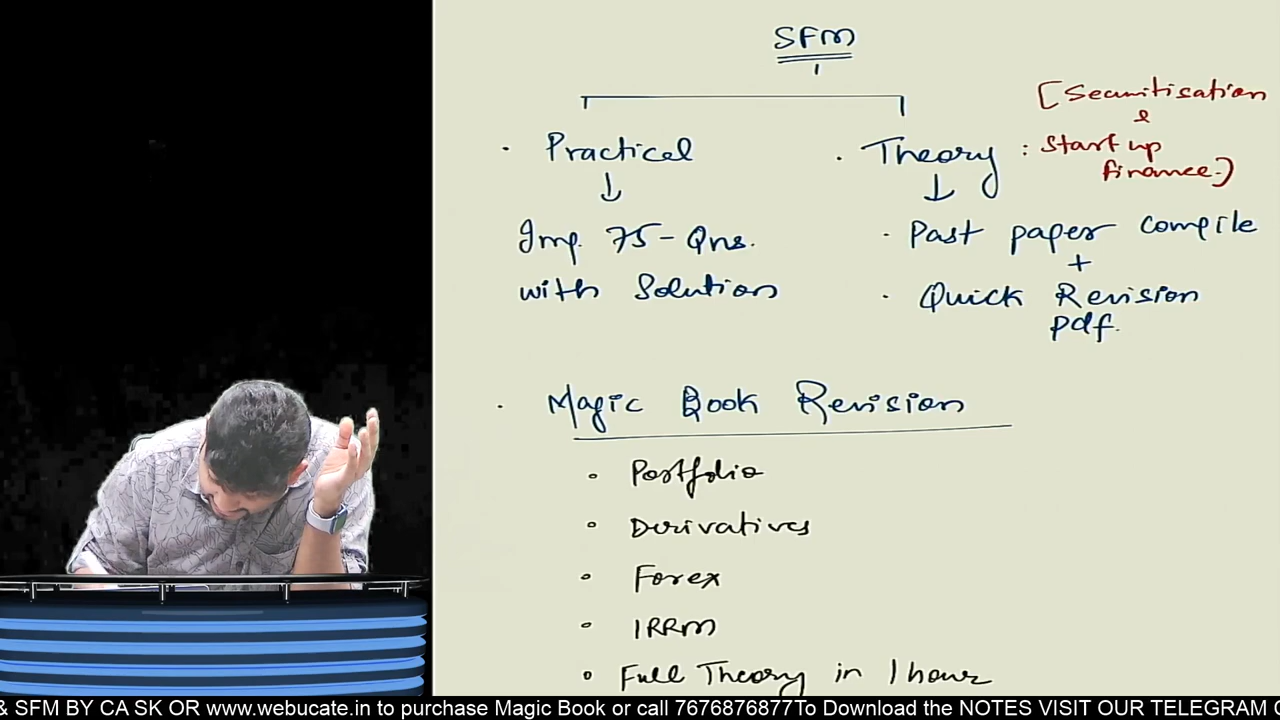 SFM
[Securitisation
&
· Practical
· Theory : Start up
finance.]
Imp. 75-Qns.
with Solution
· Past paper compile
+
· Quick Revision
pdf.
· Magic Book Revision
Portfolio
Derivatives
Forex
IRRM
Full Theory in 1 hour
& SFM BY CA SK OR www.webucate.in to purchase Magic Book or call 7676876877To Download the NOTES VISIT OUR TELEGRAM C